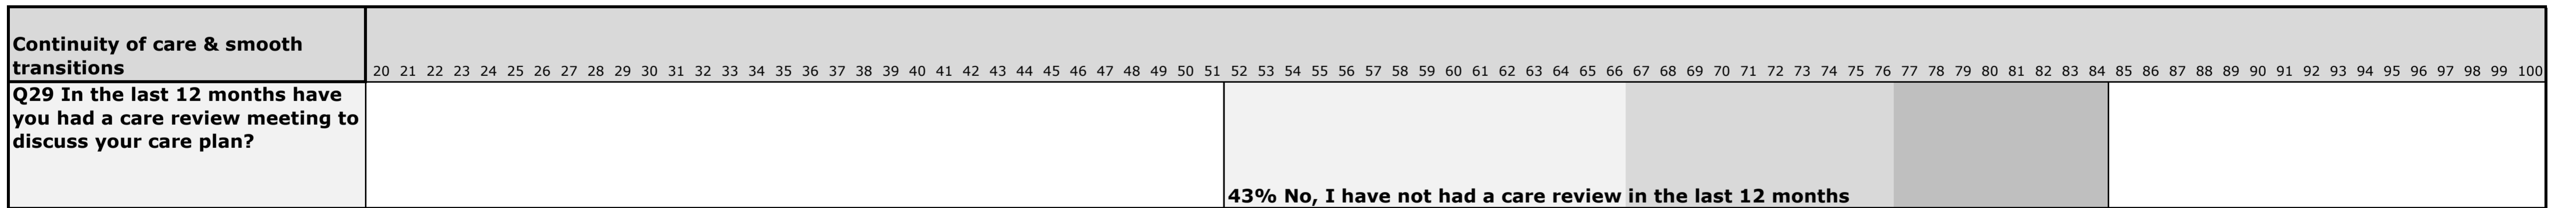 Continuity of care & smooth
transitions
20 21 22 23 24 25 26 27 28 29 30 31 32 33 34 35 36 37 38 39 40 41 42 43 44 45 46 47 48 49 50 51 52 53 54 55 56 57 58 59 60 61 62 63 64 65 66 67 68 69 70 71 72 73 74 75 76 77 78 79 80 81 82 83 84 85 86 87 88 89 90 91 92 93 94 95 96 97 98 99 100
Q29 In the last 12 months have
you had a care review meeting to
discuss your care plan?
43% No, I have not had a care review in the last 12 months